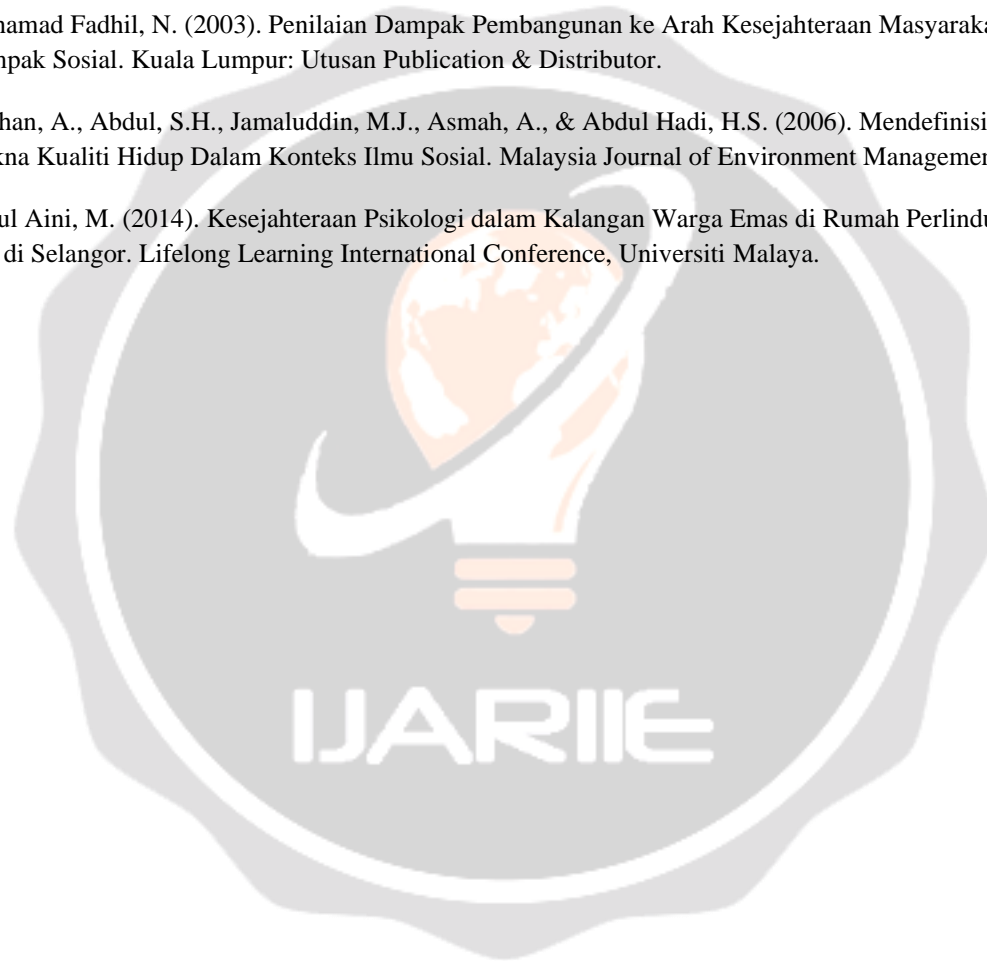 hamad Fadhil, N. (2003). Penilaian Dampak Pembangunan ke Arah Kesejahteraan Masyaraka
npak Sosial. Kuala Lumpur: Utusan Publication & Distributor.
han, A., Abdul, S.H., Jamaluddin, M.J., Asmah, A., & Abdul Hadi, H.S. (2006). Mendefinisi
kna Kualiti Hidup Dalam Konteks Ilmu Sosial. Malaysia Journal of Environment Managemen
ul Aini, M. (2014). Kesejahteraan Psikologi dalam Kalangan Warga Emas di Rumah Perlindu
di Selangor. Lifelong Learning International Conference, Universiti Malaya.
IJARIIE